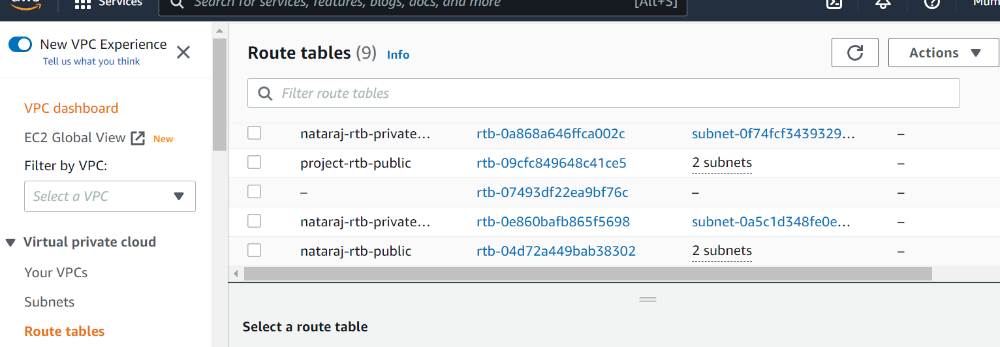 aws Services Search for services, features, blogs, docs, and more [Alt+S] Mum
New VPC Experience
Tell us what you think
VPC dashboard
EC2 Global View New
Filter by VPC:
Select a VPC
Virtual private cloud
Your VPCs
Subnets
Route tables
Route tables (9) Info
Actions
Filter route tables
nataraj-rtb-private... rtb-0a868a646ffca002c subnet-0f74fcf3439329... –
project-rtb-public rtb-09cfc849648c41ce5 2 subnets –
– rtb-07493df22ea9bf76c – –
nataraj-rtb-private... rtb-0e860bafb865f5698 subnet-0a5c1d348fe0e... –
nataraj-rtb-public rtb-04d72a449bab38302 2 subnets –
Select a route table